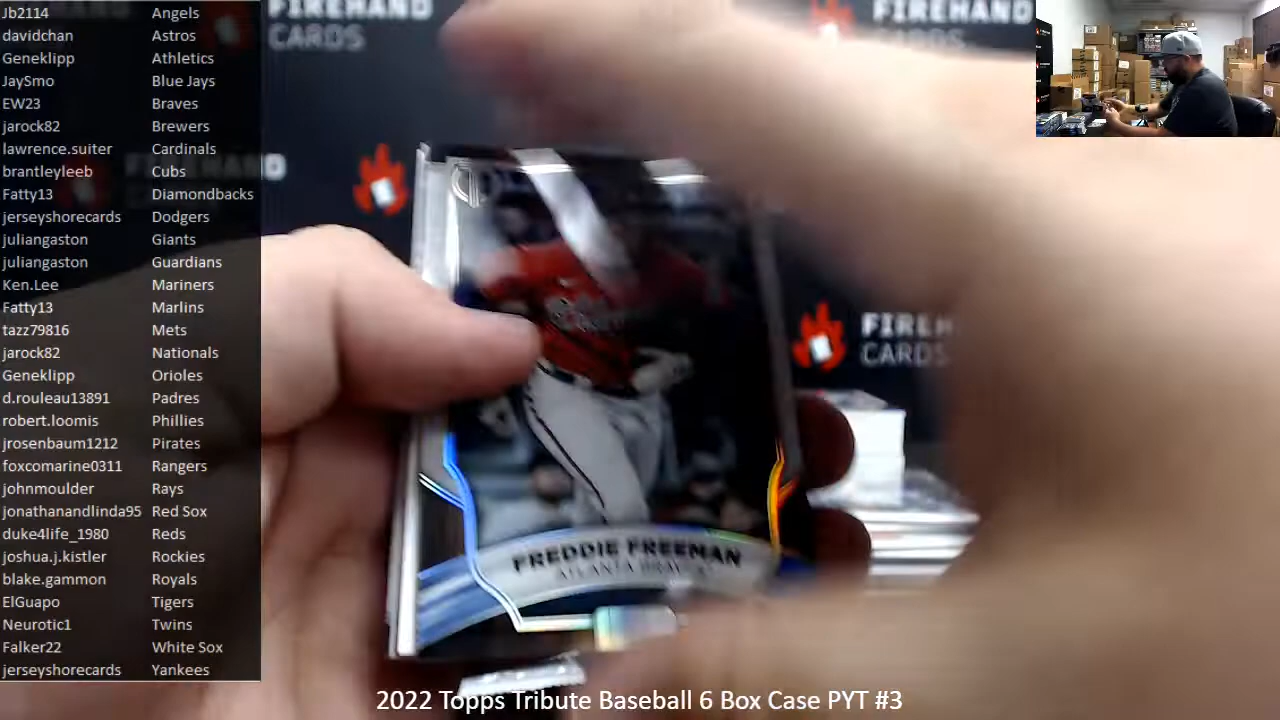 Jb2114 Angels
davidchan Astros
Geneklipp Athletics
JaySmo Blue Jays
EW23 Braves
jarock82 Brewers
lawrence.suiter Cardinals
brantleyleeb Cubs
Fatty13 Diamondbacks
jerseyshorecards Dodgers
juliangaston Giants
juliangaston Guardians
Ken.Lee Mariners
Fatty13 Marlins
tazz79816 Mets
jarock82 Nationals
Geneklipp Orioles
d.rouleau13891 Padres
robert.loomis Phillies
jrosenbaum1212 Pirates
foxcomarine0311 Rangers
johnmoulder Rays
jonathanandlinda95 Red Sox
duke4life_1980 Reds
joshua.j.kistler Rockies
blake.gammon Royals
ElGuapo Tigers
Neurotic1 Twins
Falker22 White Sox
jerseyshorecards Yankees
FIREHAND
CARDS
FIREHAND
CARDS
FIREH
CARDS
FREDDIE FREEMAN
ATLANTA
2022 Topps Tribute Baseball 6 Box Case PYT #3